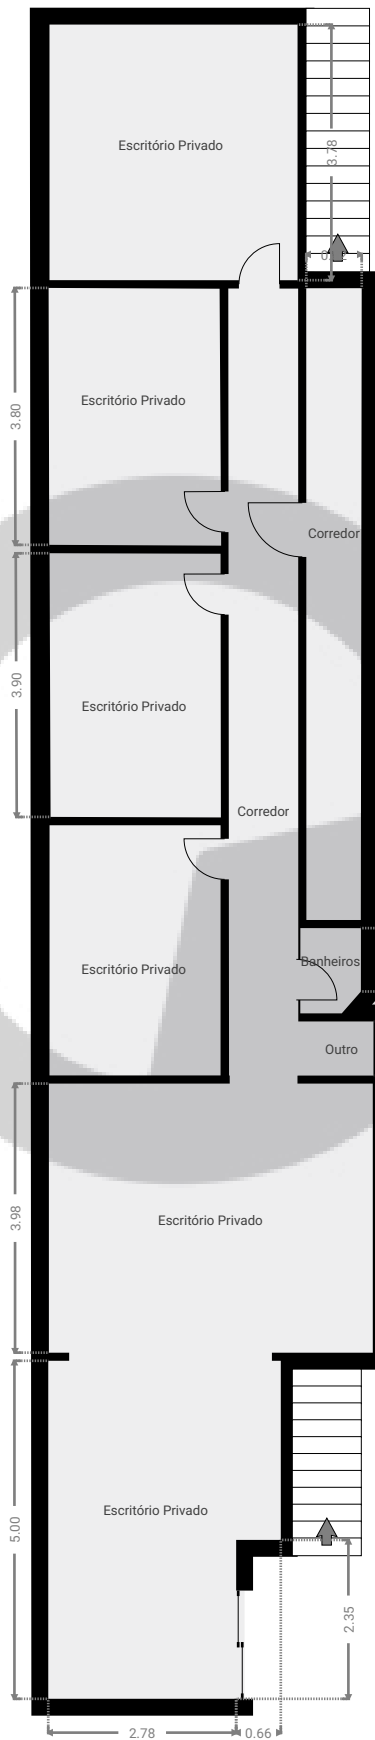 Escritório Privado
3.78
Escritório Privado
3.80
Corredor
Escritório Privado
3.90
Corredor
Escritório Privado
Banheiros
Outro
Escritório Privado
3.98
Escritório Privado
5.00
2.35
2.78
0.66